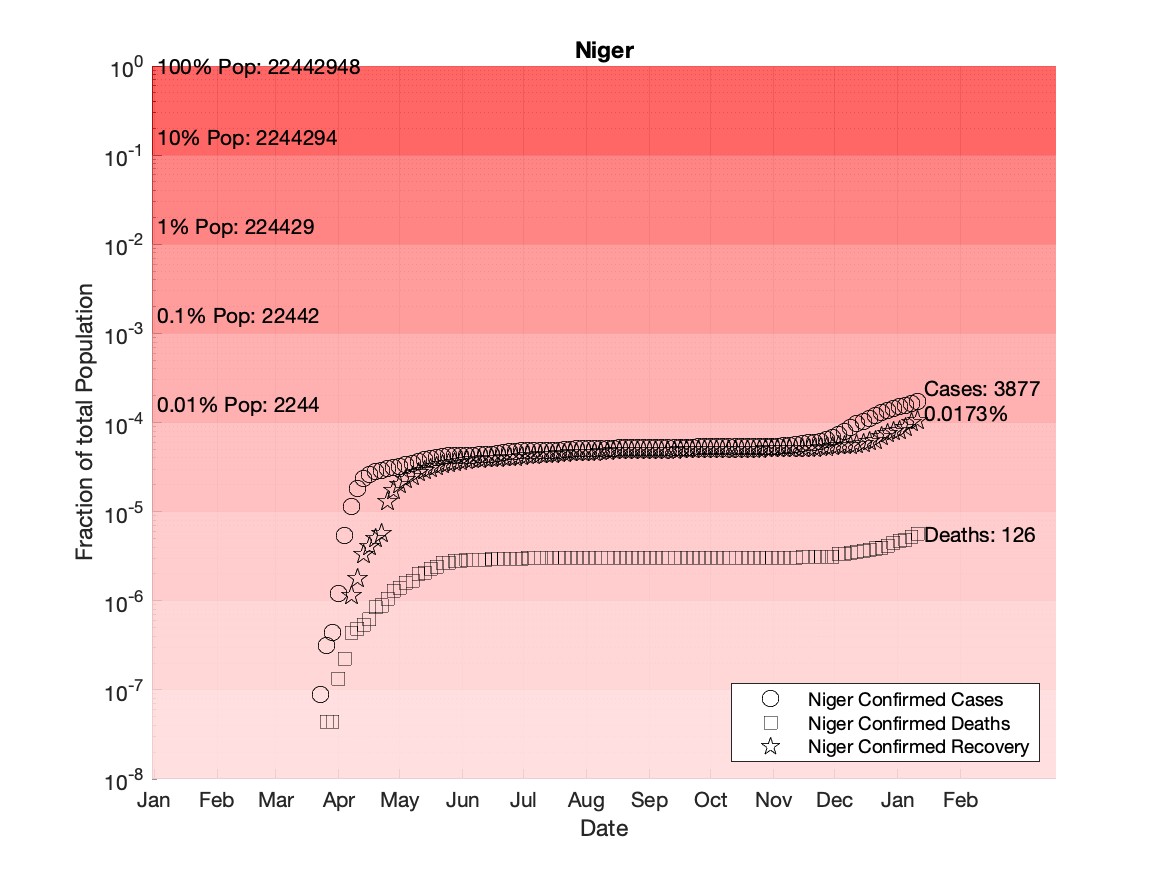 Niger
10^0
100% Pop: 22442948
10% Pop: 2244294
10^-1
1% Pop: 224429
10^-2
0.1% Pop: 22442
10^-3
0.01% Pop: 2244
10^-4
10^-5
10^-6
10^-7
10^-8
Fraction of total Population
Cases: 3877
0.0173%
Deaths: 126
Niger Confirmed Cases
Niger Confirmed Deaths
Niger Confirmed Recovery
Jan Feb Mar Apr May Jun Jul Aug Sep Oct Nov Dec Jan Feb
Date